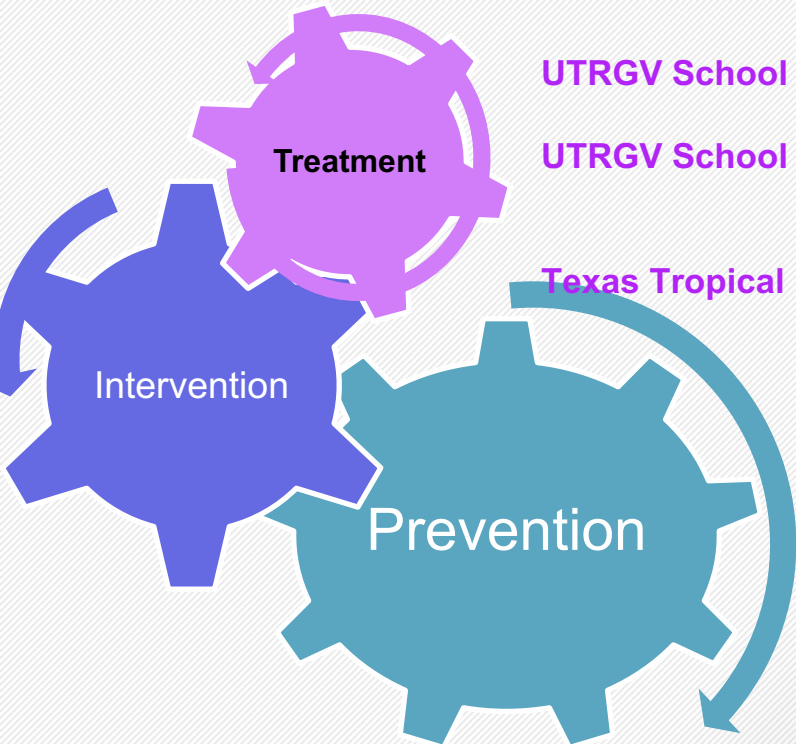 UTRGV School
Treatment
UTRGV School
Texas Tropical
Intervention
Prevention